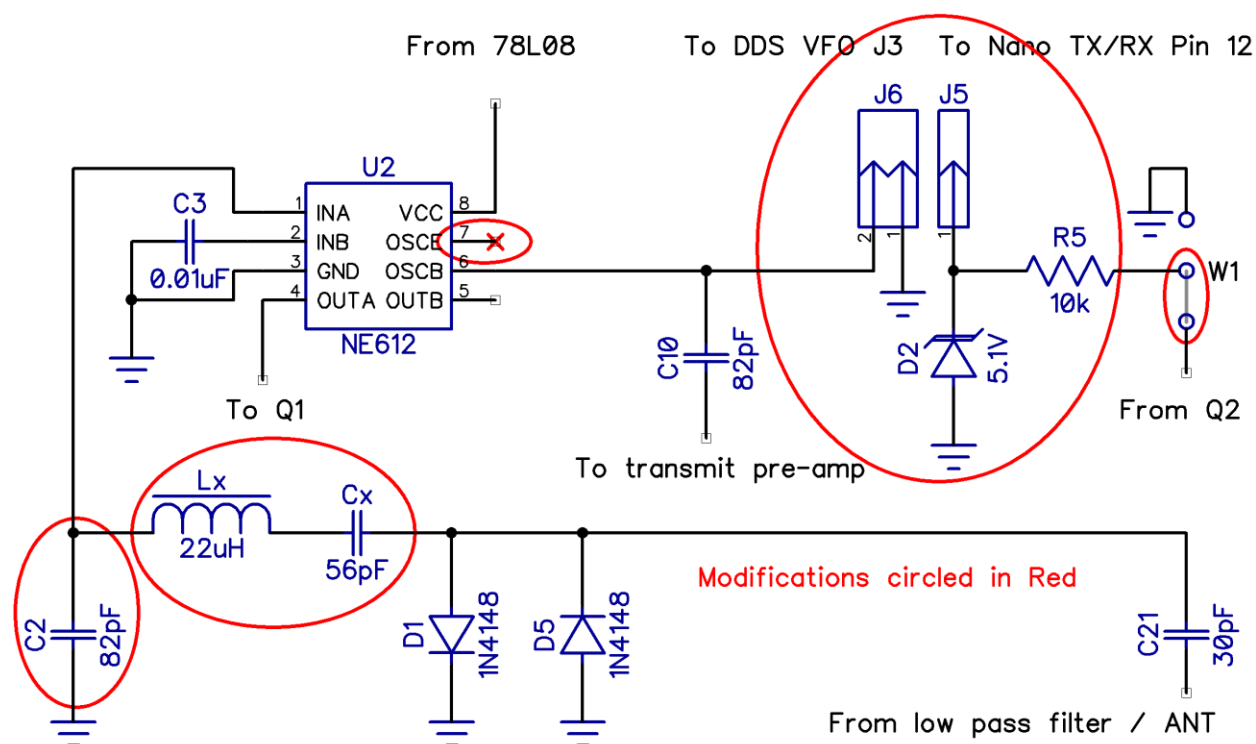 From 78L08
To DDS VFO J3
To Nano TX/RX Pin 12
J6
J5
U2
C3
0.01uF
1
2
3
4
INA
INB
GND
OUTA
VCC
OSCE
OSCB
OUTB
8
7
6
5
NE612
2
1
1
R5
10k
W1
C10
82pF
D2
5.1V
To Q1
From Q2
To transmit pre-amp
Lx
22uH
Cx
56pF
Modifications circled in Red
C2
82pF
D1
1N4148
D5
1N4148
C21
30pF
From low pass filter / ANT